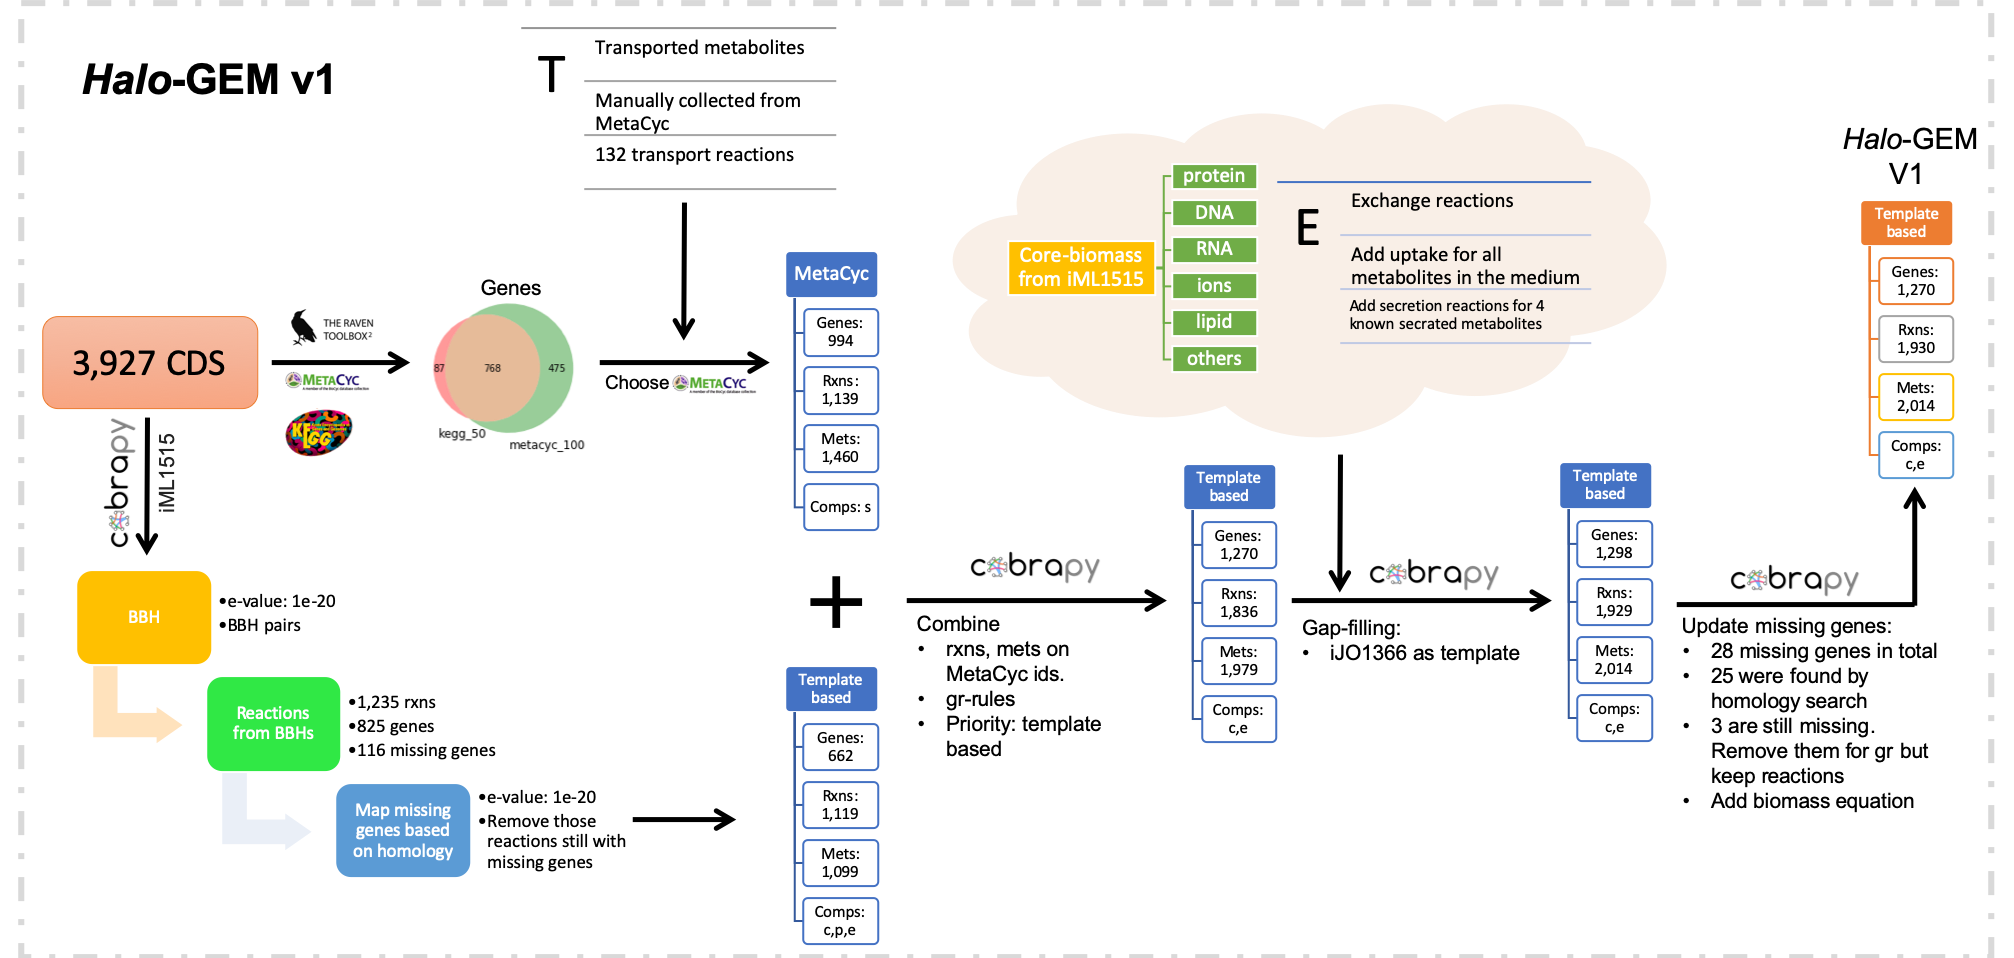 Halo-GEM v1
T
Transported metabolites
Manually collected from
MetaCyc
132 transport reactions
3,927 CDS
THE RAVEN
TOOLBOX²
METACYC
KEGG
Genes
87
768
475
kegg_50
metacyc_100
Choose METACYC
MetaCyc
Genes:
994
Rxns:
1,139
Mets:
1,460
Comps: s
cobrapy
iML1515
BBH
•e-value: 1e-20
•BBH pairs
Reactions
from BBHs
•1,235 rxns
•825 genes
•116 missing genes
Map missing
genes based
on homology
•e-value: 1e-20
•Remove those
reactions still with
missing genes
Template
based
Genes:
662
Rxns:
1,119
Mets:
1,099
Comps:
c,p,e
+
cobrapy
Combine
• rxns, mets on
MetaCyc ids.
• gr-rules
• Priority: template
based
Core-biomass
from iML1515
protein
DNA
RNA
ions
lipid
others
E
Exchange reactions
Add uptake for all
metabolites in the medium
Add secretion reactions for 4
known secrated metabolites
Template
based
Genes:
1,270
Rxns:
1,836
Mets:
1,979
Comps:
c,e
cobrapy
Gap-filling:
• iJO1366 as template
Template
based
Genes:
1,298
Rxns:
1,929
Mets:
2,014
Comps:
c,e
cobrapy
Update missing genes:
• 28 missing genes in total
• 25 were found by
homology search
• 3 are still missing.
Remove them for gr but
keep reactions
• Add biomass equation
Halo-GEM
V1
Template
based
Genes:
1,270
Rxns:
1,930
Mets:
2,014
Comps:
c,e